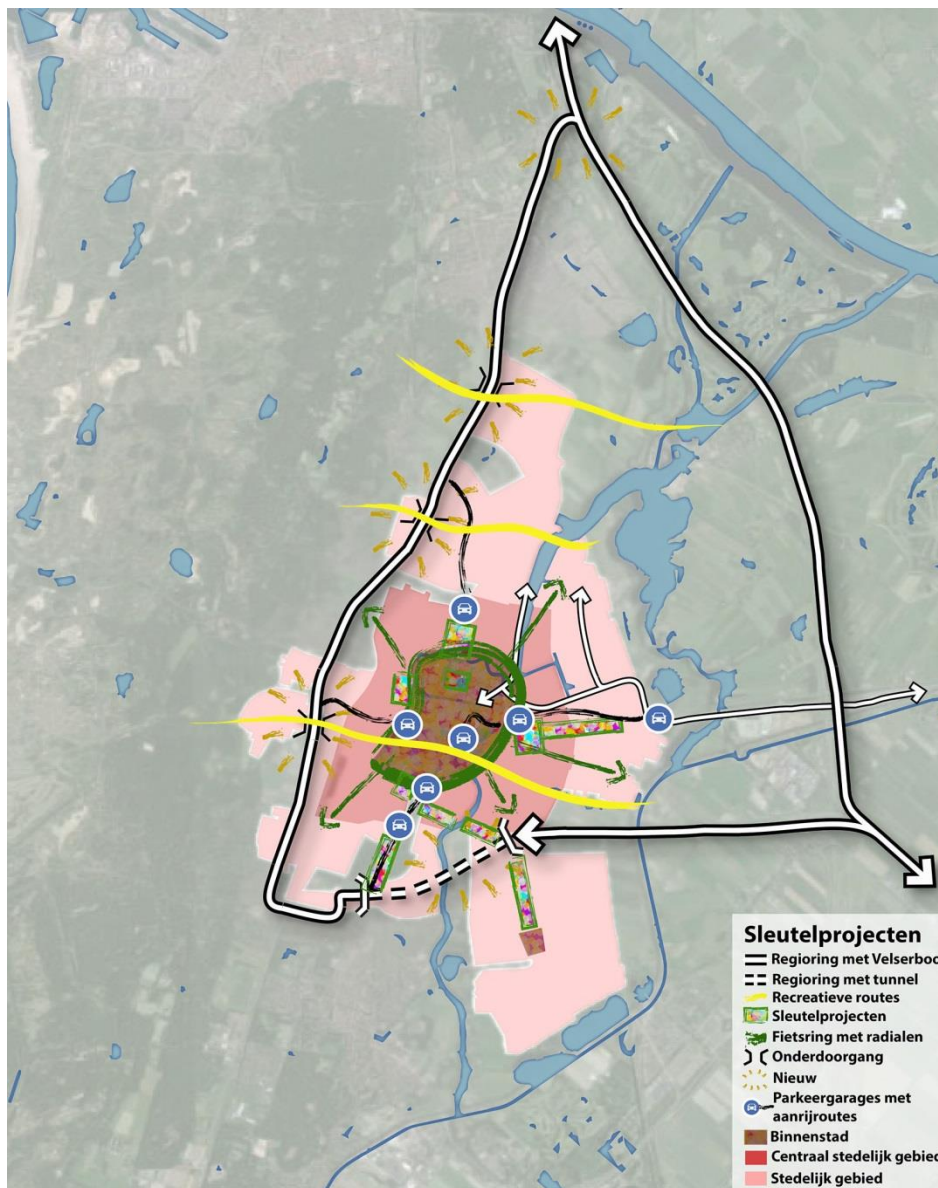 Sleutelprojecten
Regioring met Velserboo
Regioring met tunnel
Recreatieve routes
Sleutelprojecten
Fietsring met radialen
Onderdoorgang
Nieuw
Parkeergarages met
aanrijroutes
Binnenstad
Centraal stedelijk gebied
Stedelijk gebied